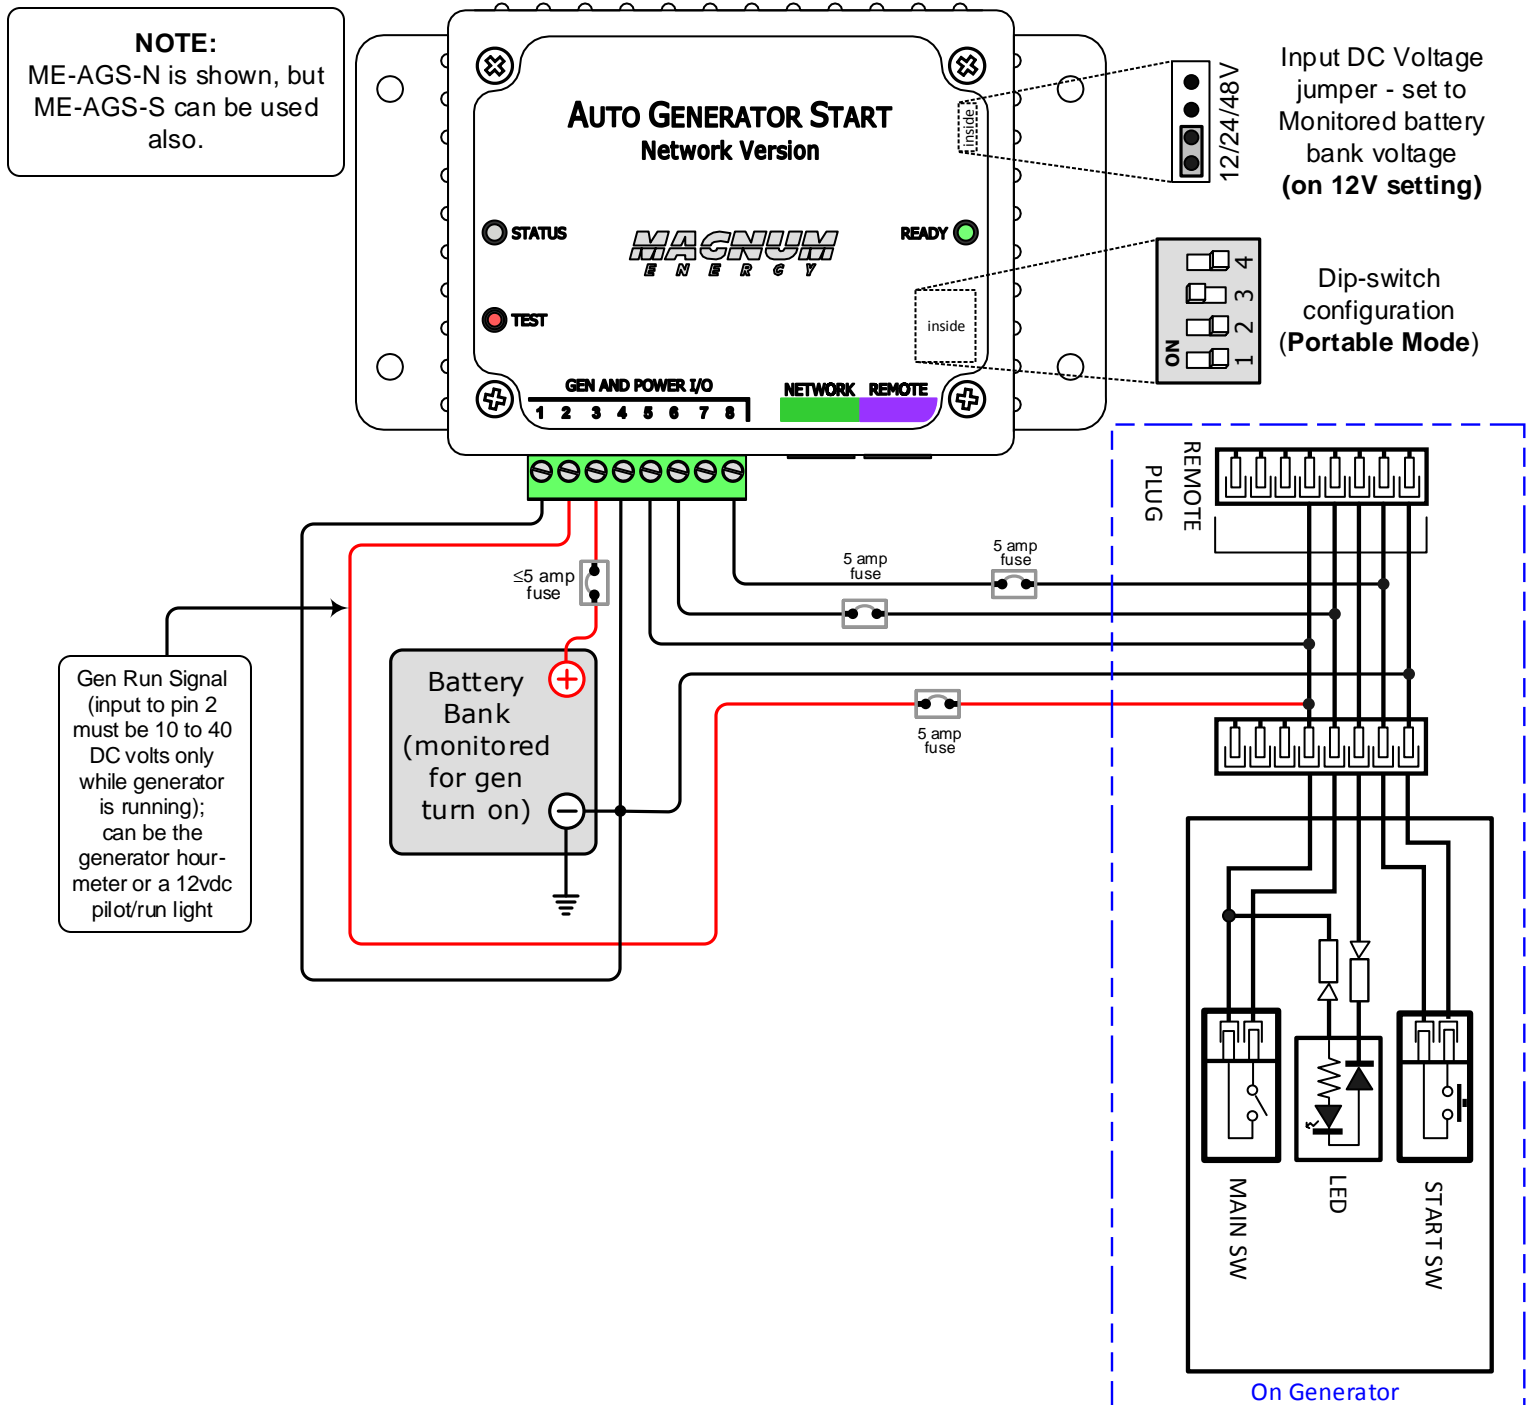 NOTE:
ME-AGS-N is shown, but
ME-AGS-S can be used
also.
AUTO GENERATOR START
Network Version
inside
12/24/48V
Input DC Voltage
jumper - set to
Monitored battery
bank voltage
(on 12V setting)
STATUS
MAGNUM
ENERGY
READY
TEST
inside
ON
1 2 3 4
Dip-switch
configuration
(Portable Mode)
GEN AND POWER I/O
1 2 3 4 5 6 7 8
NETWORK
REMOTE
REMOTE
PLUG
≤5 amp
fuse
5 amp
fuse
5 amp
fuse
5 amp
fuse
Gen Run Signal
(input to pin 2
must be 10 to 40
DC volts only
while generator
is running);
can be the
generator hour-
meter or a 12vdc
pilot/run light
Battery
Bank
(monitored
for gen
turn on)
MAIN SW
LED
START SW
On Generator